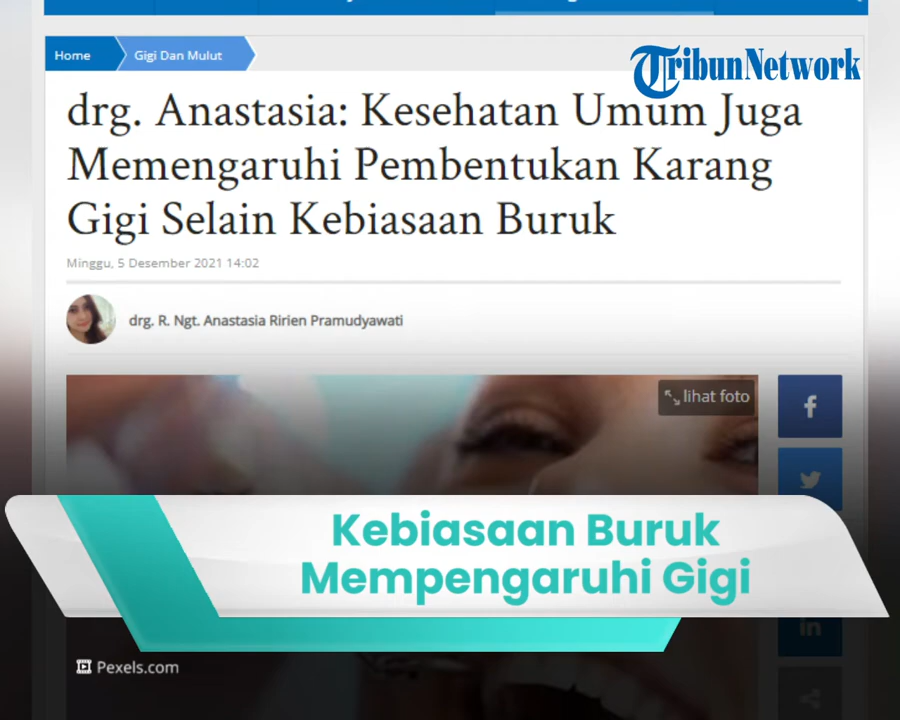 Home
Gigi Dan Mulut
TribunNetwork
drg. Anastasia: Kesehatan Umum Juga
Memengaruhi Pembentukan Karang
Gigi Selain Kebiasaan Buruk
Minggu, 5 Desember 2021 14:02
drg. R. Ngt. Anastasia Ririen Pramudyawati
lihat foto
Kebiasaan Buruk
Mempengaruhi Gigi
Pexels.com